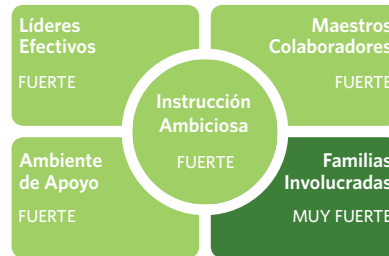 Líderes
Efectivos
FUERTE
Maestros
Colaboradores
FUERTE
Instrucción
Ambiciosa
FUERTE
Ambiente
de Apoyo
FUERTE
Familias
Involucradas
MUY FUERTE